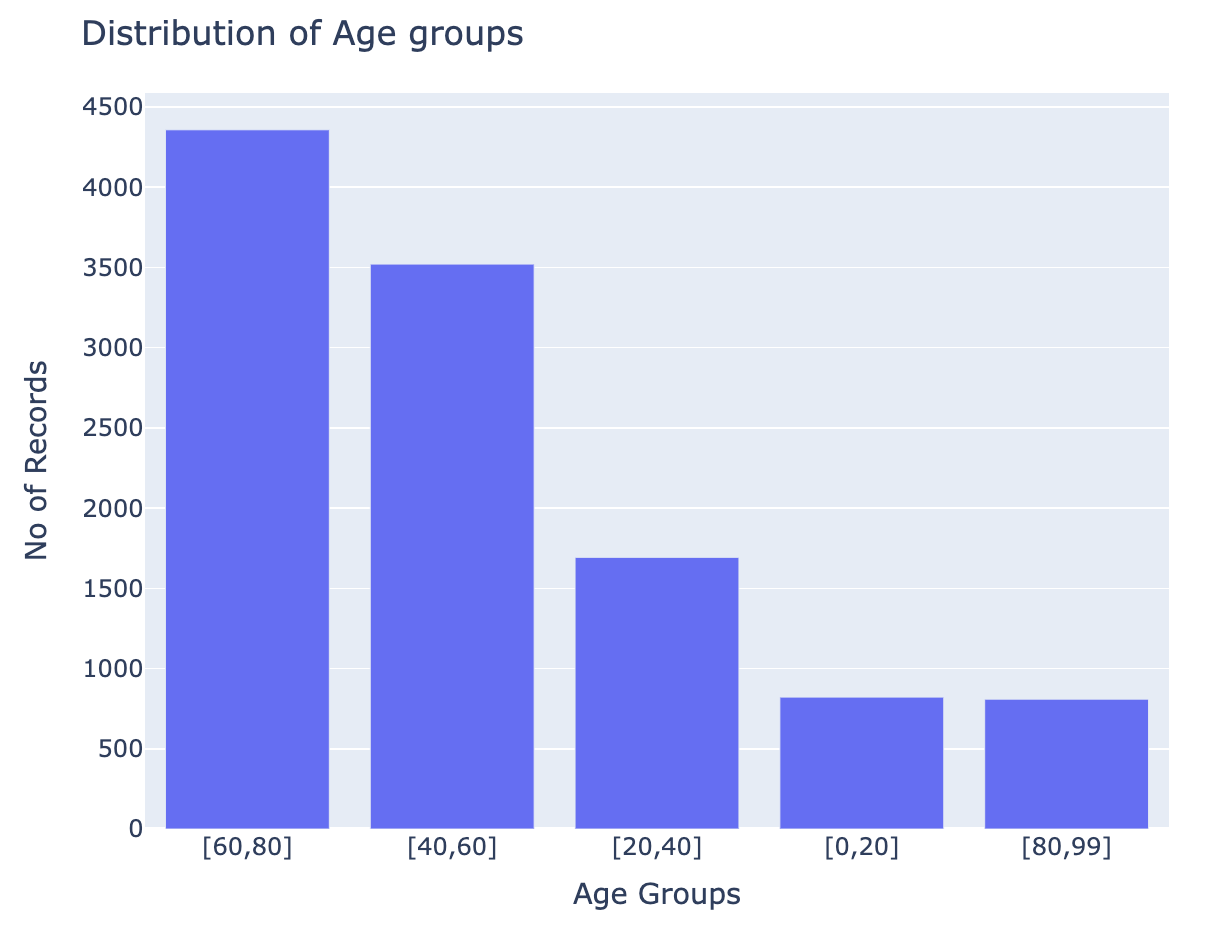 Distribution of Age groups
4500
4000
3500
3000
2500
2000
1500
1000
500
0
No of Records
[60,80] [40,60] [20,40] [0,20] [80,99]
Age Groups